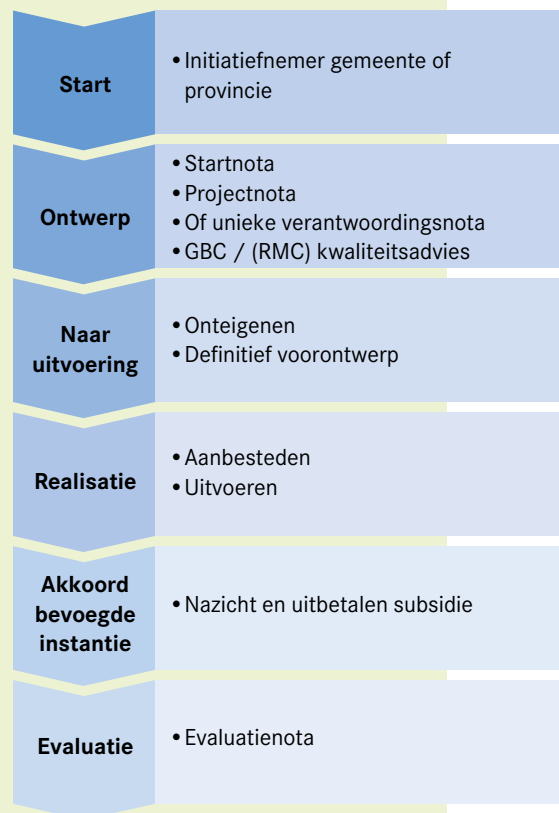 Start
• Initiatiefnemer gemeente of
provincie
Ontwerp
• Startnota
• Projectnota
• Of unieke verantwoordingsnota
• GBC / (RMC) kwaliteitsadvies
Naar
uitvoering
• Onteigenen
• Definitief voorontwerp
Realisatie
• Aanbesteden
• Uitvoeren
Akkoord
bevoegde
instantie
• Nazicht en uitbetalen subsidie
Evaluatie
• Evaluatienota